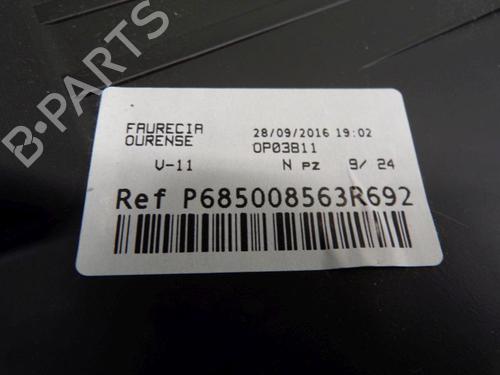 B-PARTS
FAURECIA
OURENSE
28/09/2016 19:02
OP03B11
V-11
N pz 9/ 24
Ref P685008563R692